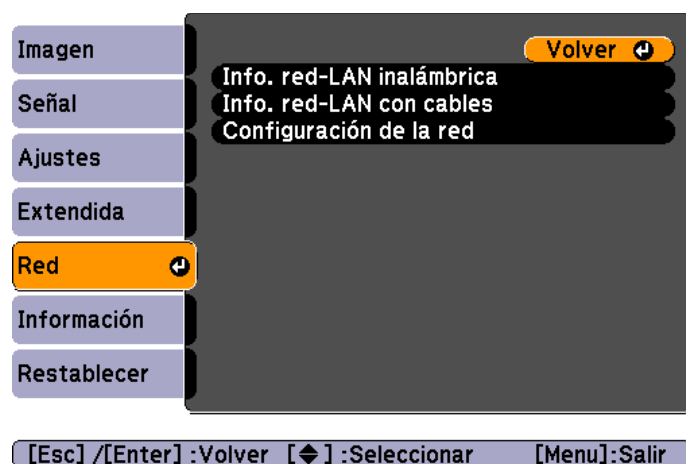 Imagen
Señal
Ajustes
Extendida
Red
Información
Restablecer
Volver
Info. red-LAN inalámbrica
Info. red-LAN con cables
Configuración de la red
[Esc] /[Enter] :Volver [◆] :Seleccionar [Menu]:Salir